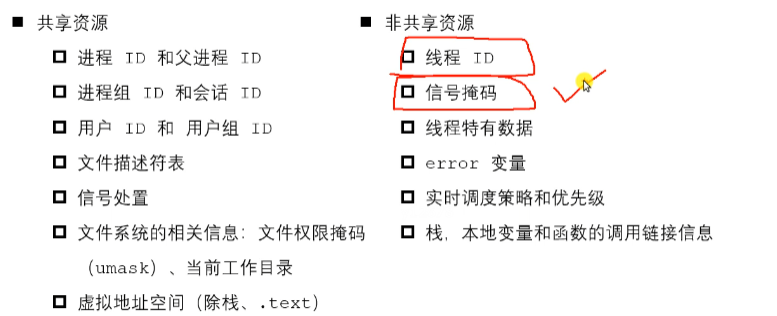 共享资源
进程 ID 和父进程 ID
进程组 ID 和会话 ID
用户 ID 和 用户组 ID
文件描述符表
信号处置
文件系统的相关信息：文件权限掩码
（umask）、当前工作目录
虚拟地址空间（除栈、.text）
非共享资源
线程 ID
信号掩码
线程特有数据
error 变量
实时调度策略和优先级
栈，本地变量和函数的调用链接信息